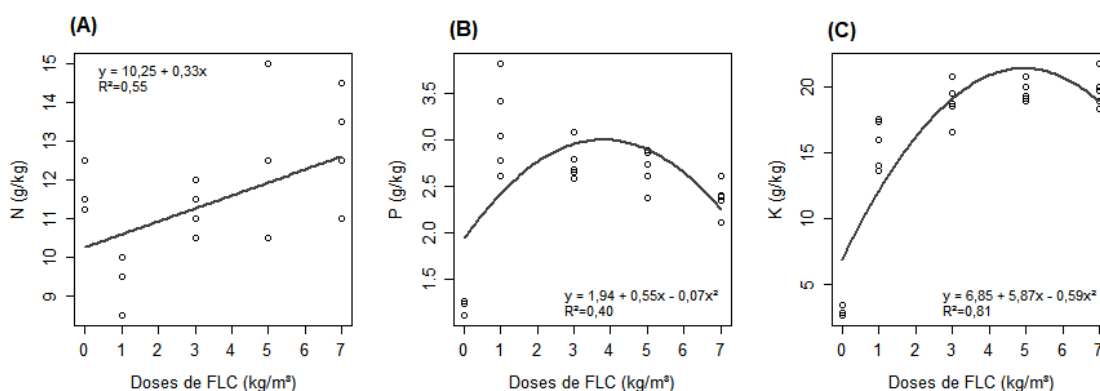 (A)
y = 10,25 + 0,33x
R²=0,55
15
14
13
12
11
10
9
N (g/kg)
0 1 2 3 4 5 6 7
Doses de FLC (kg/m³)
(B)
3.5
3.0
2.5
2.0
1.5
P (g/kg)
y = 1,94 + 0,55x - 0,07x²
R²=0,40
0 1 2 3 4 5 6 7
Doses de FLC (kg/m³)
(C)
20
15
10
5
K (g/kg)
y = 6,85 + 5,87x - 0,59x²
R²=0,81
0 1 2 3 4 5 6 7
Doses de FLC (kg/m³)